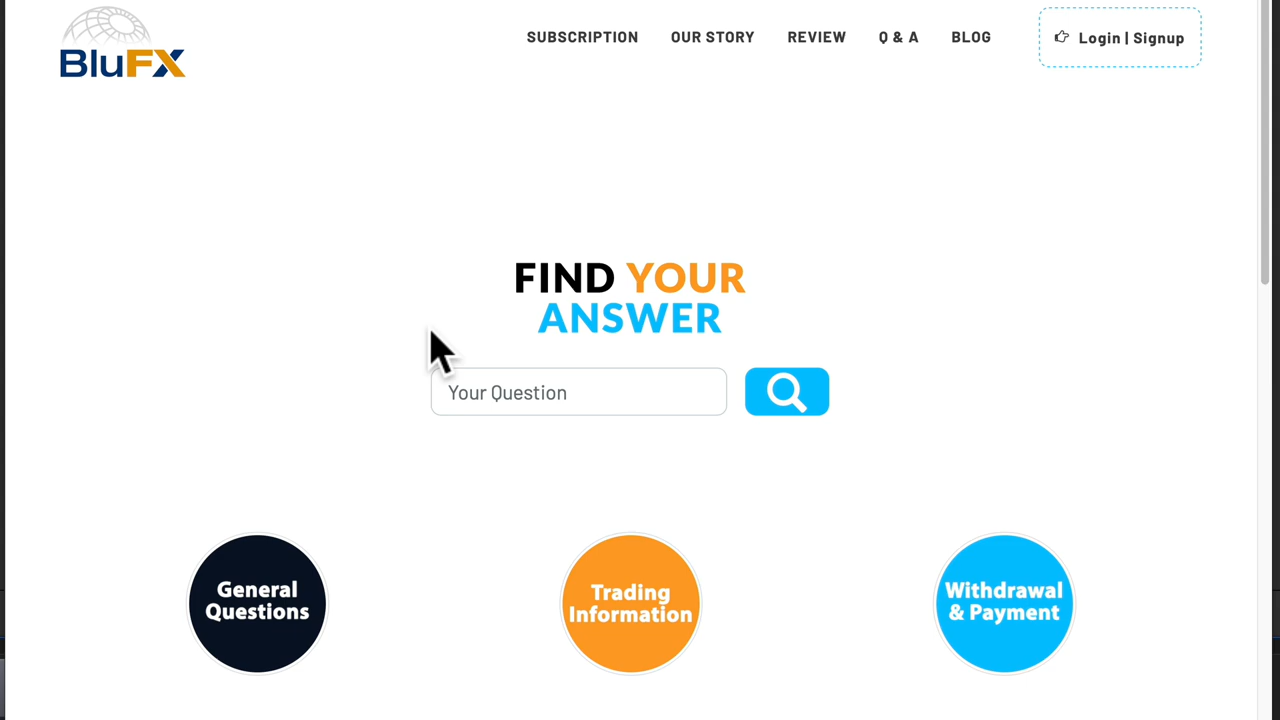 BluFX
SUBSCRIPTION
OUR STORY
REVIEW
Q & A
BLOG
Login | Signup
FIND YOUR
ANSWER
Your Question
General
Questions
Trading
Information
Withdrawal
& Payment